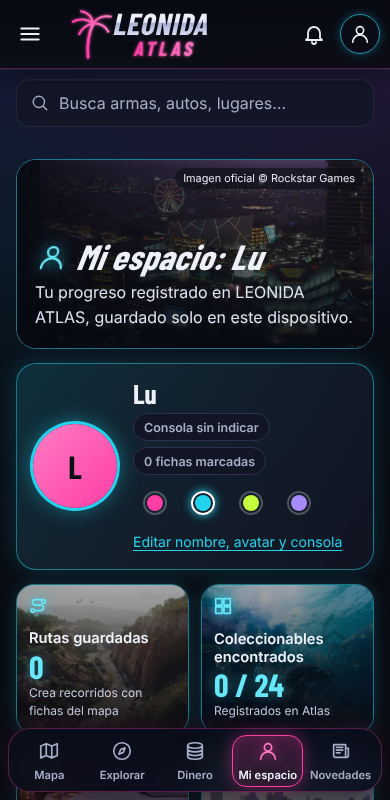 LEONIDA
ATLAS
Busca armas, autos, lugares...
Imagen oficial © Rockstar Games
Mi espacio: Lu
Tu progreso registrado en LEONIDA
ATLAS, guardado solo en este dispositivo.
Lu
Consola sin indicar
L
0 fichas marcadas
Editar nombre, avatar y consola
Rutas guardadas
0
Crea recorridos con
fichas del mapa
Coleccionables
encontrados
0 / 24
Registrados en Atlas
Mapa
Explorar
Dinero
Mi espacio
Novedades